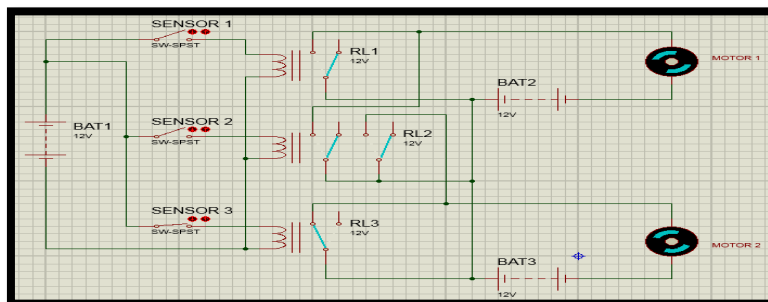 SENSOR 1
SW-SPST
RL1
12V
MOTOR 1
BAT2
12V
BAT1
12V
SENSOR 2
SW-SPST
RL2
12V
SENSOR 3
SW-SPST
RL3
12V
MOTOR 2
BAT3
12V